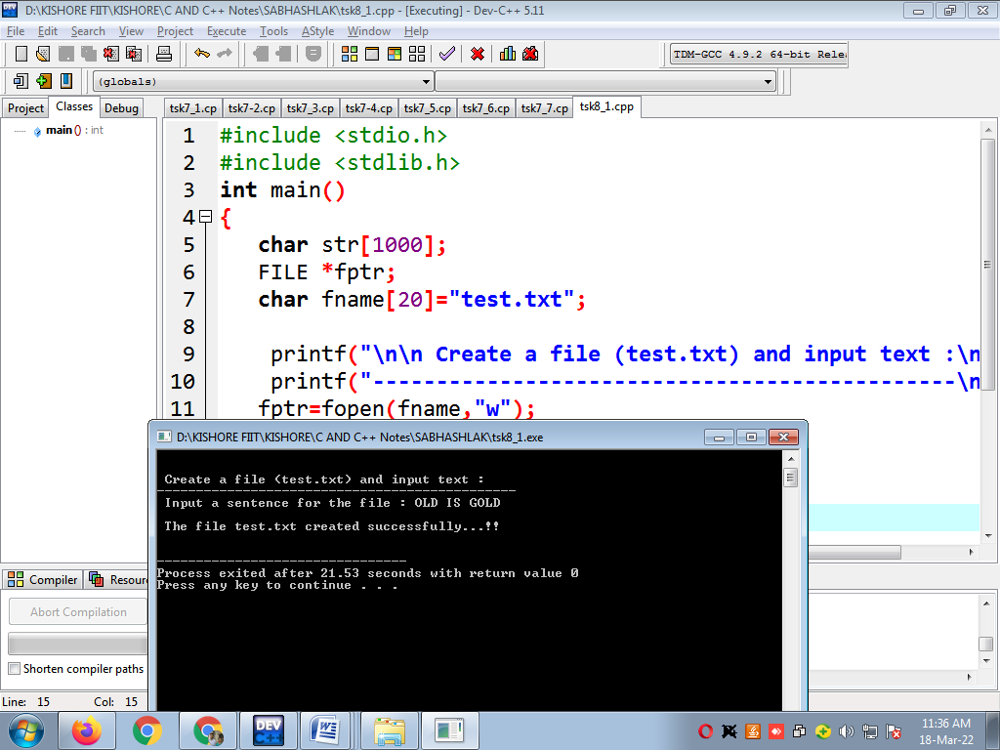 D:\KISHORE FIIT\KISHORE\C AND C++ Notes\SABHASHLAK\tsk8_1.cpp - [Executing] - Dev-C++ 5.11
File Edit Search View Project Execute Tools AStyle Window Help
TDM-GCC 4.9.2 64-bit Rele
(globals)
Project Classes Debug
tsk7_1.cp tsk7-2.cp tsk7_3.cp tsk7-4.cp tsk7_5.cp tsk7_6.cp tsk7_7.cp tsk8_1.cpp
main () : int
1 #include <stdio.h>
2 #include <stdlib.h>
3 int main()
4 {
5 char str[1000];
6 FILE *fptr;
7 char fname[20]="test.txt";
8
9 printf("\n\n Create a file (test.txt) and input text :\n
10 printf("----------------------------------------------\n
11 fptr=fopen(fname,"w");
D:\KISHORE FIIT\KISHORE\C AND C++ Notes\SABHASHLAK\tsk8_1.exe
Create a file (test.txt) and input text :
----------------------------------------------
Input a sentence for the file : OLD IS GOLD
The file test.txt created successfully...!!
--------------------------------
Process exited after 21.53 seconds with return value 0
Press any key to continue . . .
Compiler Resour
Abort Compilation
Shorten compiler paths
Line: 15 Col: 15
DEV C++
11:36 AM
18-Mar-22